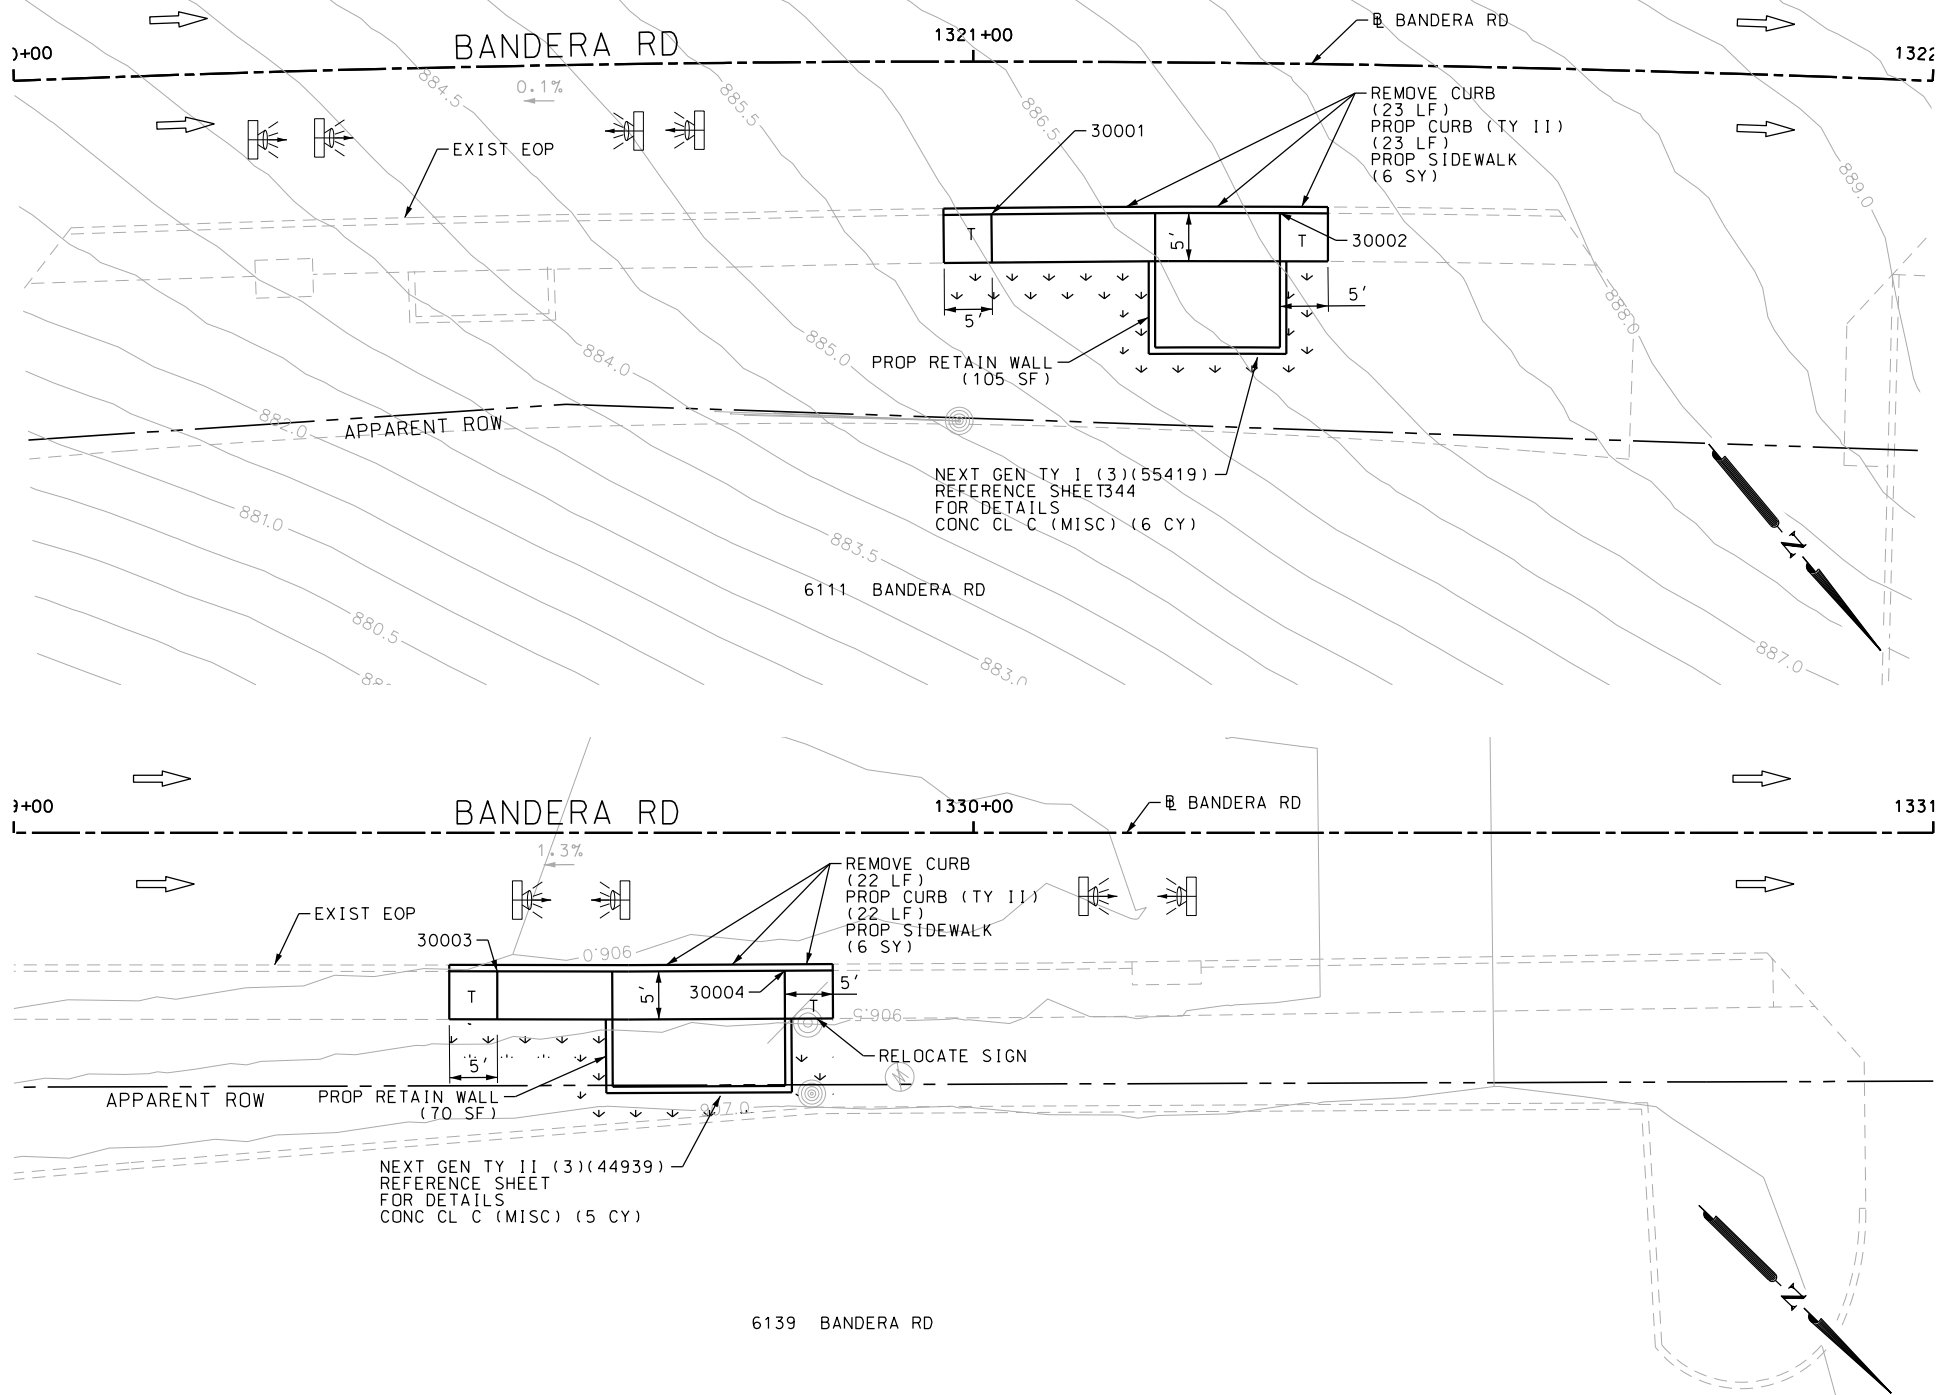 BANDERA RD
1321+00
℄ BANDERA RD
0+00
1322
884.5
0.1%
885.5
886.5
REMOVE CURB
(23 LF)
PROP CURB (TY II)
(23 LF)
PROP SIDEWALK
(6 SY)
30001
EXIST EOP
889.0
T
5'
T
30002
5'
5'
888.0
884.0
885.0
PROP RETAIN WALL
(105 SF)
882.0
APPARENT ROW
NEXT GEN TY I (3)(55419)
REFERENCE SHEET344
FOR DETAILS
CONC CL C (MISC) (6 CY)
881.0
N
883.5
6111 BANDERA RD
880.5
887.0
883.0
9+00
BANDERA RD
1330+00
℄ BANDERA RD
1331
1.3%
REMOVE CURB
(22 LF)
PROP CURB (TY II)
(22 LF)
PROP SIDEWALK
(6 SY)
EXIST EOP
30003
906.0
T
5'
30004
5'
T
906.5
RELOCATE SIGN
5'
PROP RETAIN WALL
(70 SF)
APPARENT ROW
907.0
NEXT GEN TY II (3)(44939)
REFERENCE SHEET
FOR DETAILS
CONC CL C (MISC) (5 CY)
N
6139 BANDERA RD